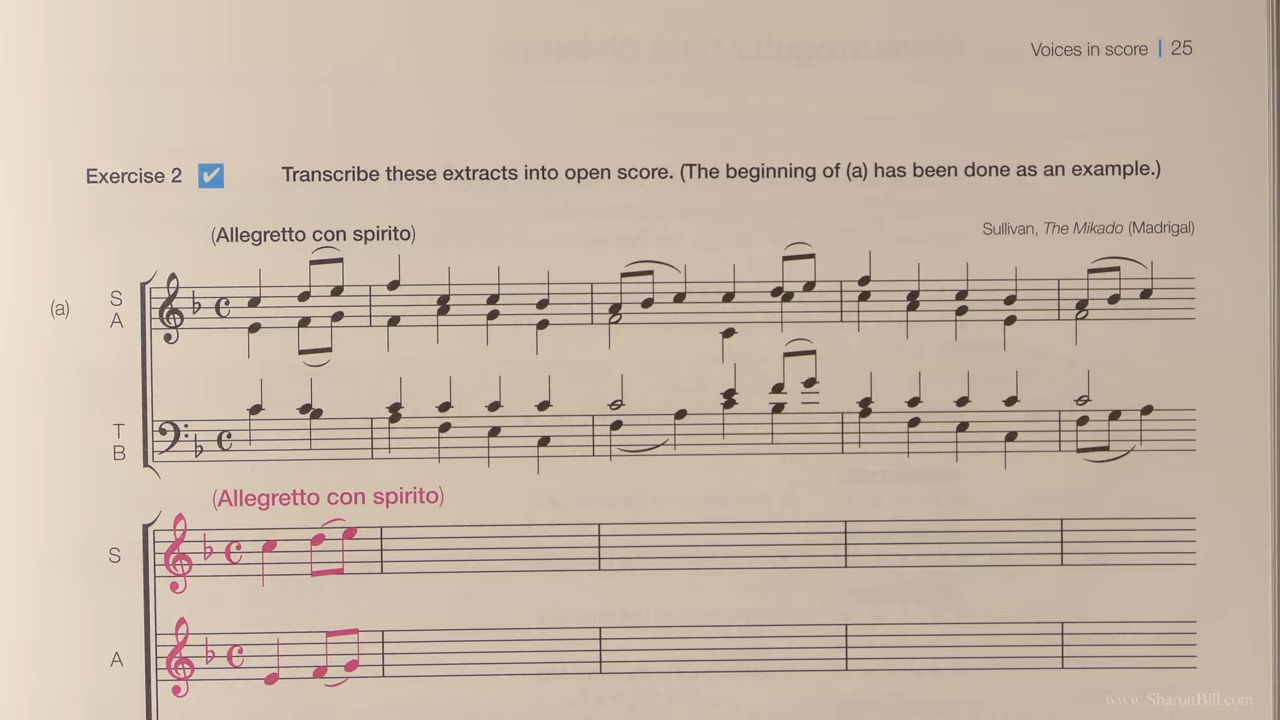 Voices in score | 25
Exercise 2 Transcribe these extracts into open score. (The beginning of (a) has been done as an example.)
(Allegretto con spirito)
Sullivan, The Mikado (Madrigal)
(a)
S
A
T
B
(Allegretto con spirito)
S
A
www.SharonBill.com